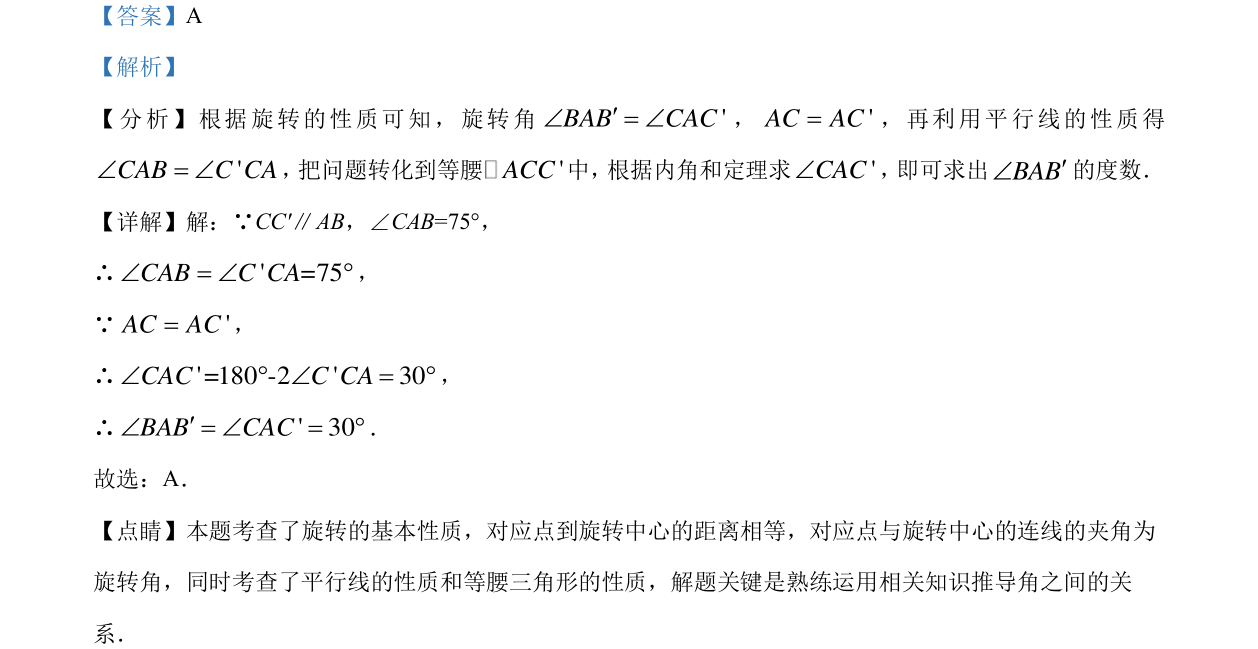 【答案】A
【解析】
【分析】根据旋转的性质可知，旋转角∠BAB′=∠CAC'，AC=AC'，再利用平行线的性质得
∠CAB=∠C'CA，把问题转化到等腰□ACC'中，根据内角和定理求∠CAC'，即可求出∠BAB′的度数．
【详解】解：∵CC′∥AB，∠CAB=75°，
∴∠CAB=∠C'CA=75°，
∵AC=AC'，
∴∠CAC'=180°-2∠C'CA=30°，
∴∠BAB′=∠CAC'=30°．
故选：A．
【点睛】本题考查了旋转的基本性质，对应点到旋转中心的距离相等，对应点与旋转中心的连线的夹角为
旋转角，同时考查了平行线的性质和等腰三角形的性质，解题关键是熟练运用相关知识推导角之间的关
系．